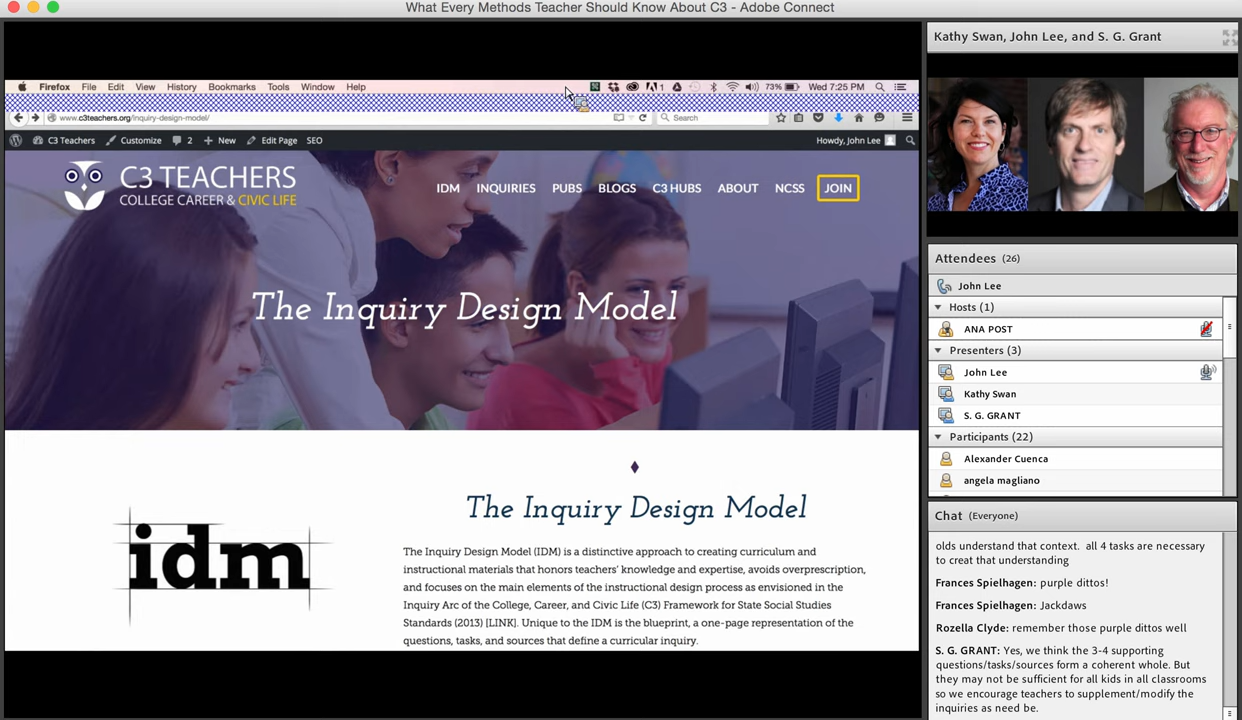 What Every Methods Teacher Should Know About C3 - Adobe Connect
Firefox File Edit View History Bookmarks Tools Window Help
1 73% Wed 7:25 PM
www.c3teachers.org/inquiry-design-model/
Search
C3 Teachers Customize 2 + New Edit Page SEO
Howdy, John Lee
C3 TEACHERS
COLLEGE CAREER & CIVIC LIFE
IDM INQUIRIES PUBS BLOGS C3 HUBS ABOUT NCSS JOIN
The Inquiry Design Model
idm
The Inquiry Design Model
The Inquiry Design Model (IDM) is a distinctive approach to creating curriculum and
instructional materials that honors teachers' knowledge and expertise, avoids overprescription,
and focuses on the main elements of the instructional design process as envisioned in the
Inquiry Arc of the College, Career, and Civic Life (C3) Framework for State Social Studies
Standards (2013) [LINK]. Unique to the IDM is the blueprint, a one-page representation of the
questions, tasks, and sources that define a curricular inquiry.
Kathy Swan, John Lee, and S. G. Grant
Attendees (26)
John Lee
Hosts (1)
ANA POST
Presenters (3)
John Lee
Kathy Swan
S. G. GRANT
Participants (22)
Alexander Cuenca
angela magliano
Chat (Everyone)
olds understand that context. all 4 tasks are necessary
to creat that understanding
Frances Spielhagen: purple dittos!
Frances Spielhagen: Jackdaws
Rozella Clyde: remember those purple dittos well
S. G. GRANT: Yes, we think the 3-4 supporting
questions/tasks/sources form a coherent whole. But
they may not be sufficient for all kids in all classrooms
so we encourage teachers to supplement/modify the
inquiries as need be.